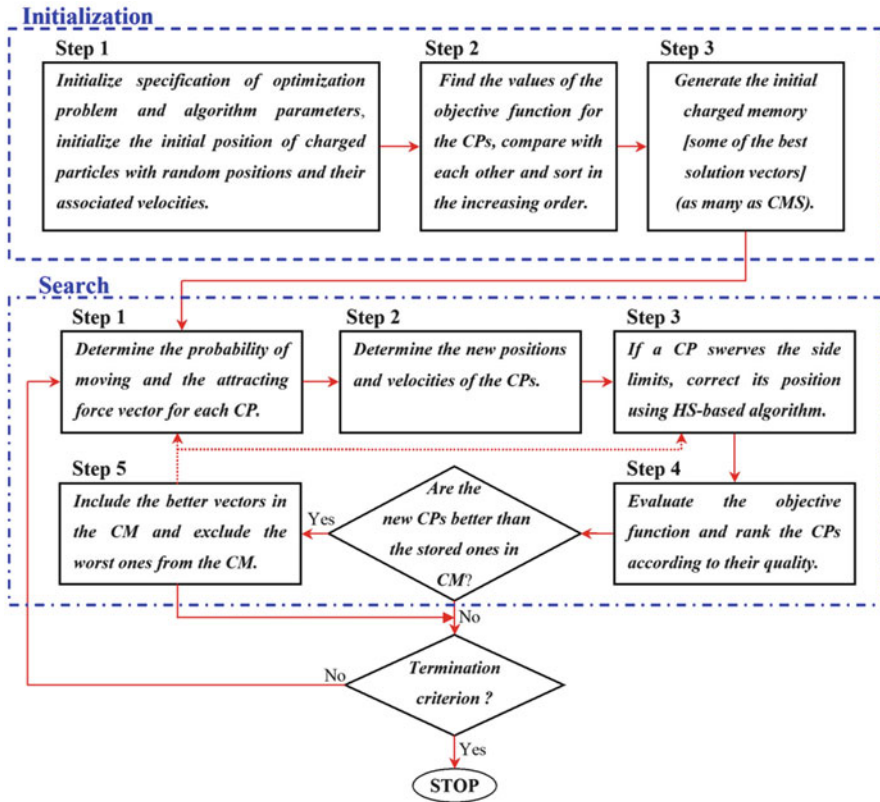 Initialization
Step 1
Initialize specification of optimization
problem and algorithm parameters,
initialize the initial position of charged
particles with random positions and their
associated velocities.
Step 2
Find the values of the
objective function for
the CPs, compare with
each other and sort in
the increasing order.
Step 3
Generate the initial
charged memory
[some of the best
solution vectors]
(as many as CMS).
Search
Step 1
Determine the probability of
moving and the attracting
force vector for each CP.
Step 2
Determine the new positions
and velocities of the CPs.
Step 3
If a CP swerves the side
limits, correct its position
using HS-based algorithm.
Step 4
Evaluate the objective
function and rank the CPs
according to their quality.
Are the
new CPs better than
the stored ones in
CM?
Yes
Step 5
Include the better vectors in
the CM and exclude the
worst ones from the CM.
No
Termination
criterion ?
No
Yes
STOP